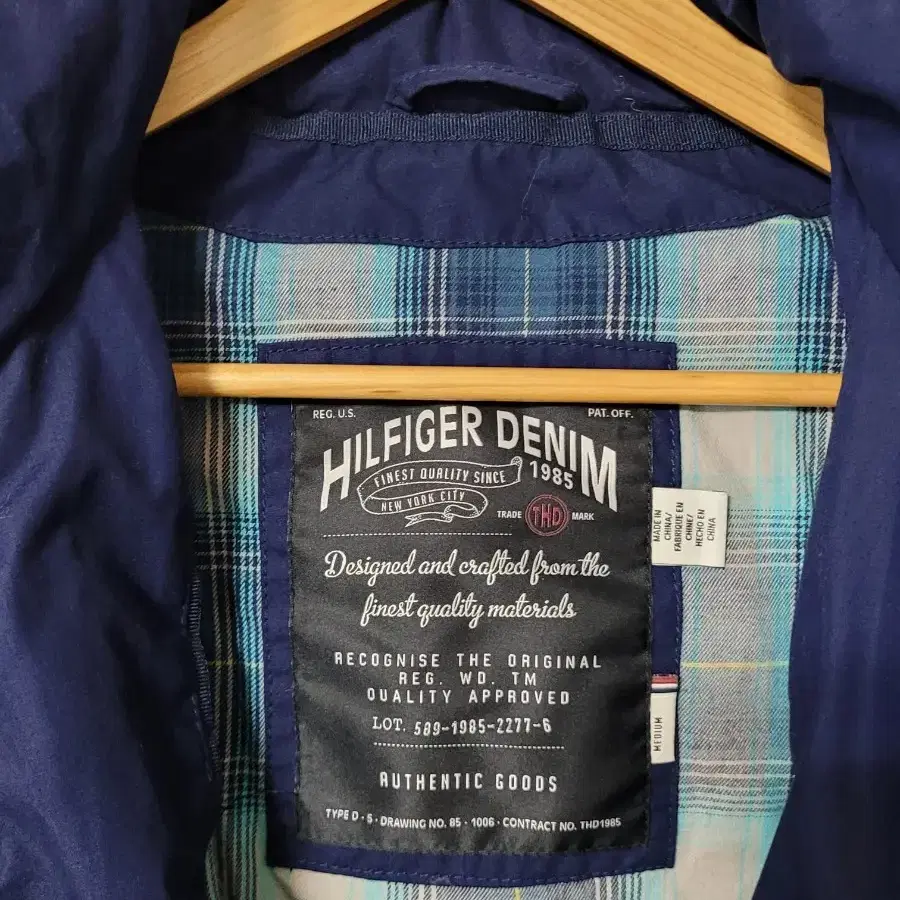 REG. U.S. PAT. OFF.
HILFIGER DENIM
FINEST QUALITY SINCE 1985
NEW YORK CITY
TRADE THD MARK
Designed and crafted from the
finest quality materials
RECOGNISE THE ORIGINAL
REG. WD. TM
QUALITY APPROVED
LOT. 589-1985-2277-6
AUTHENTIC GOODS
TYPE D - 5 - DRAWING NO. 85 - 1006 - CONTRACT NO. THD1985
MADE IN
CHINA/
FABRIQUE EN
CHINE/
HECHO EN
CHINA
MEDIUM